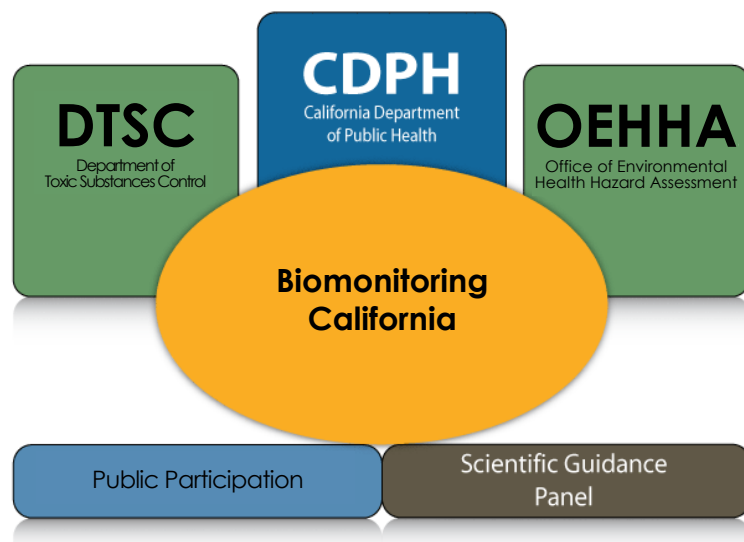 CDPH
California Department
of Public Health
DTSC
Department of
Toxic Substances Control
OEHHA
Office of Environmental
Health Hazard Assessment
Biomonitoring
California
Public Participation
Scientific Guidance
Panel